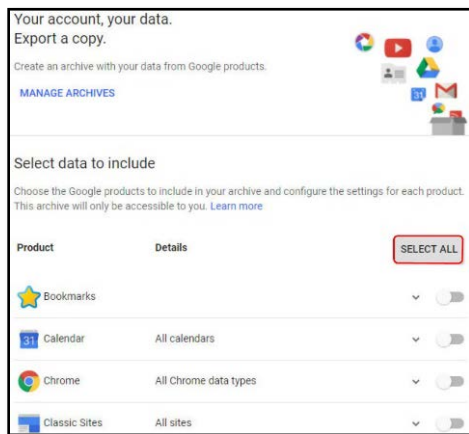 Your account, your data.
Export a copy.
Create an archive with your data from Google products.
MANAGE ARCHIVES
31
Select data to include
Choose the Google products to include in your archive and configure the settings for each product.
This archive will only be accessible to you. Learn more
Product Details SELECT ALL
Bookmarks
31 Calendar All calendars
Chrome All Chrome data types
Classic Sites All sites